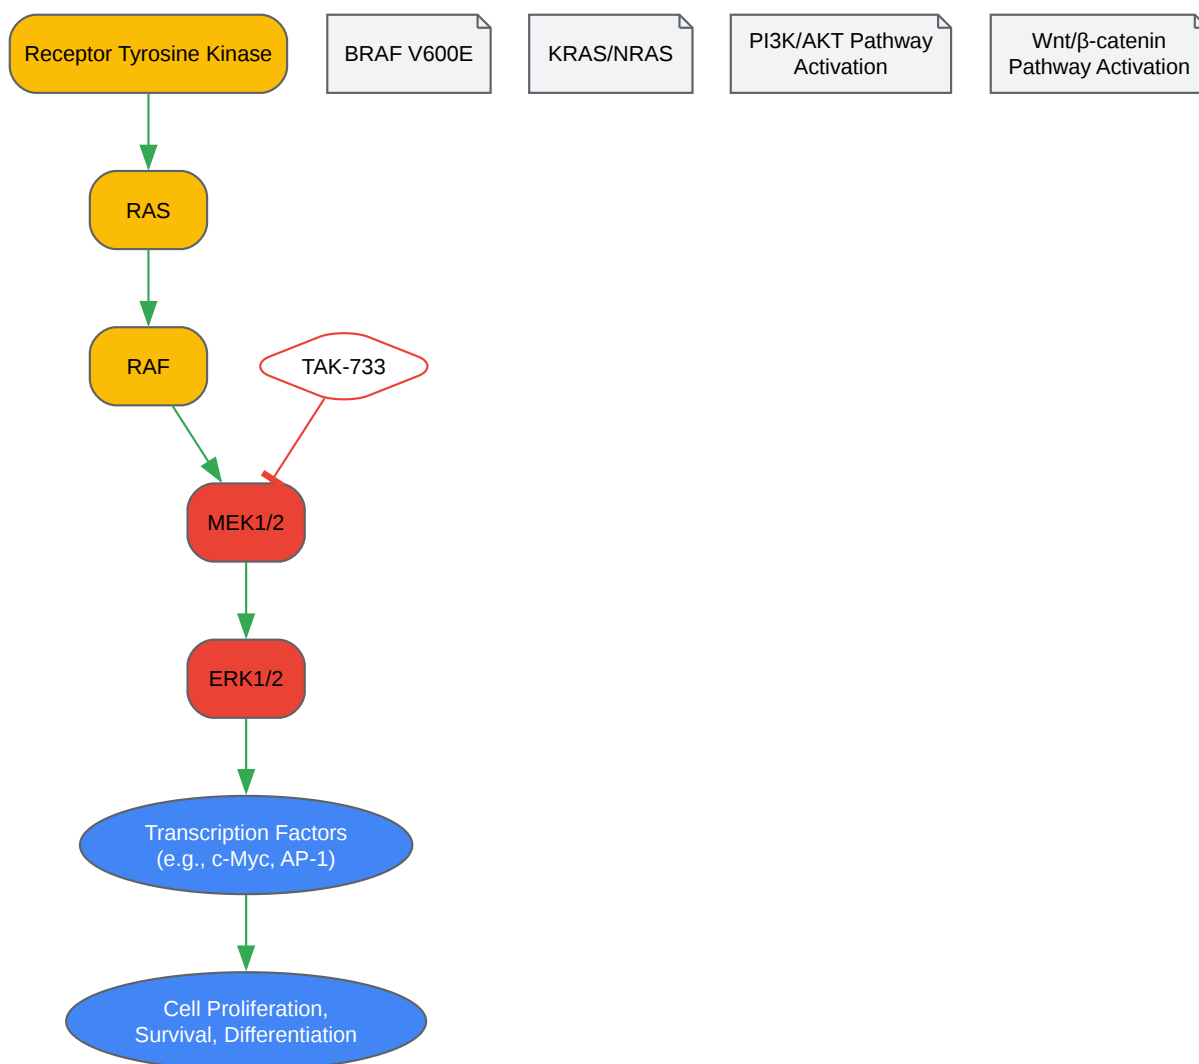 Receptor Tyrosine Kinase
BRAF V600E
KRAS/NRAS
PI3K/AKT Pathway
Activation
Wnt/β-catenin
Pathway Activation
RAS
RAF
TAK-733
MEK1/2
ERK1/2
Transcription Factors
(e.g., c-Myc, AP-1)
Cell Proliferation,
Survival, Differentiation